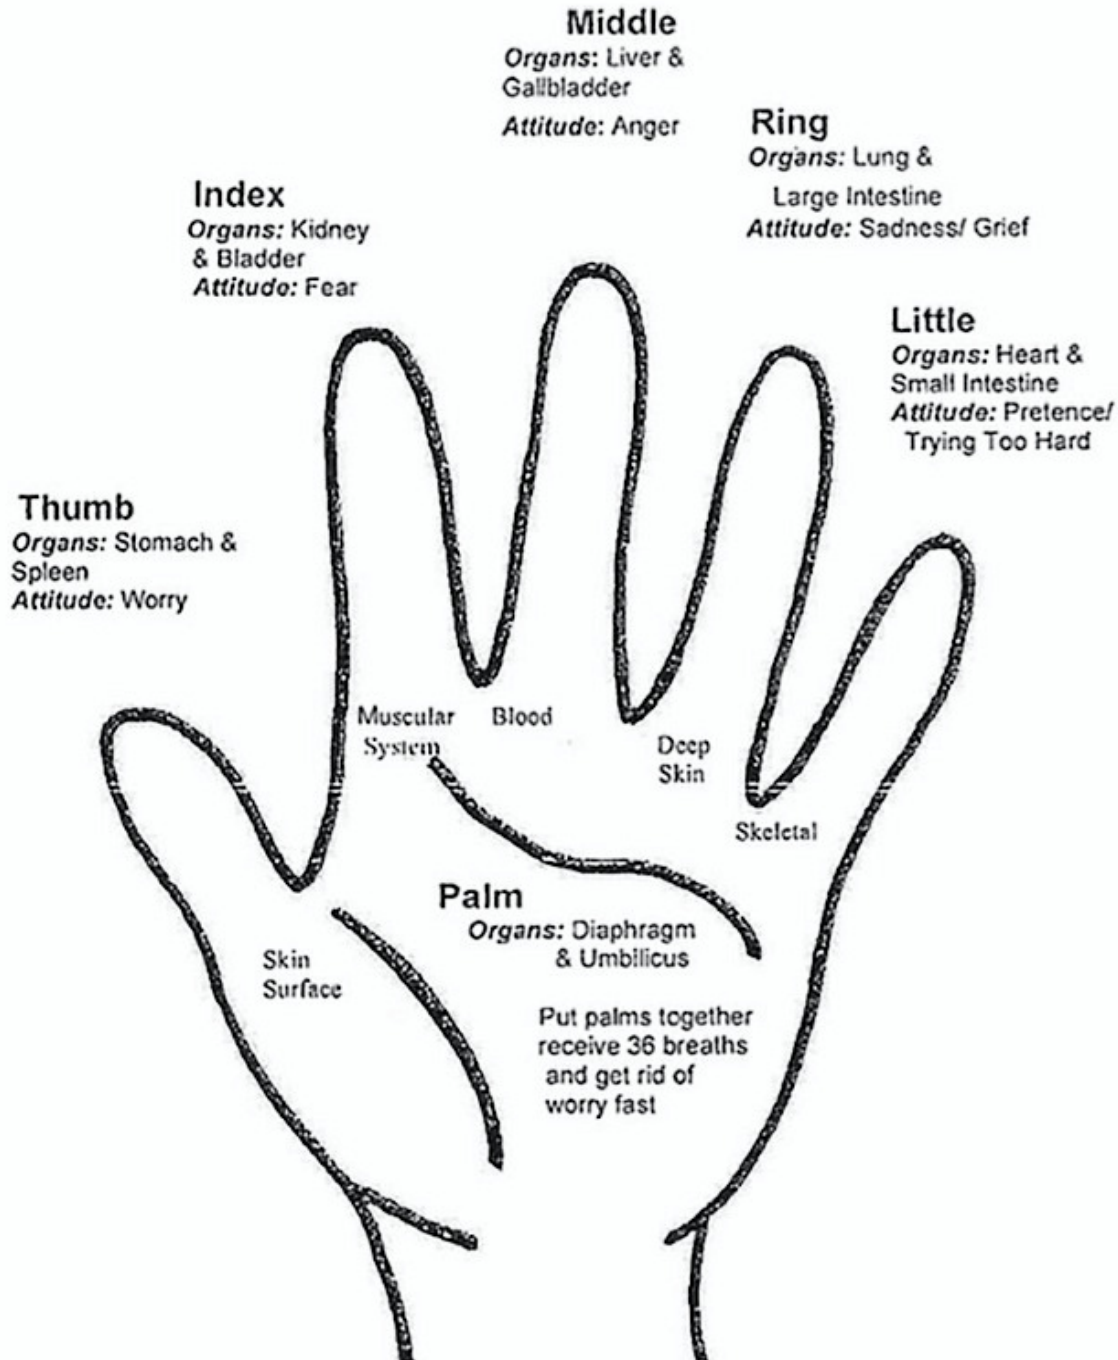 Middle
Organs: Liver &
Gallbladder
Attitude: Anger
Ring
Organs: Lung &
Large Intestine
Attitude: Sadness/ Grief
Index
Organs: Kidney
& Bladder
Attitude: Fear
Little
Organs: Heart &
Small Intestine
Attitude: Pretence/
Trying Too Hard
Thumb
Organs: Stomach &
Spleen
Attitude: Worry
Muscular
System
Blood
Deep
Skin
Skeletal
Palm
Organs: Diaphragm
& Umbilicus
Skin
Surface
Put palms together
receive 36 breaths
and get rid of
worry fast